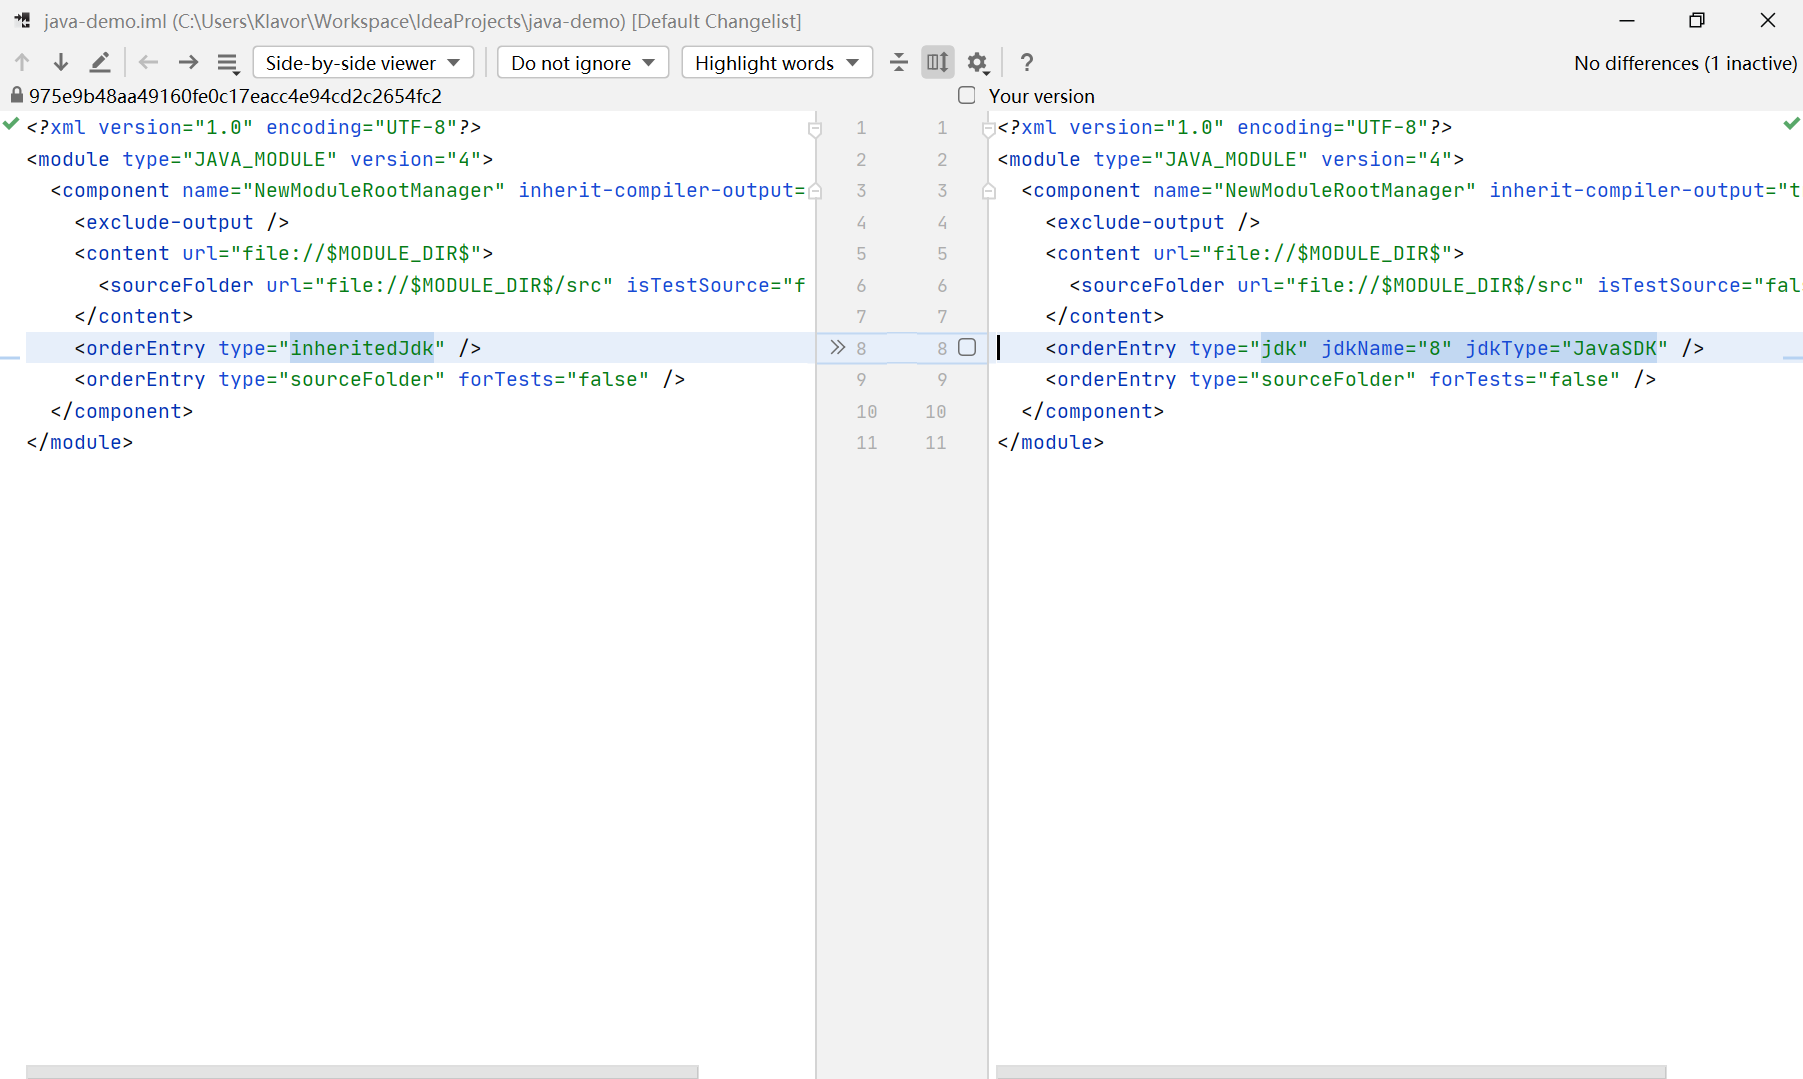 java-demo.iml (C:\Users\Klavor\Workspace\IdeaProjects\java-demo) [Default Changelist]
Side-by-side viewer
Do not ignore
Highlight words
?
No differences (1 inactive)
975e9b48aa49160fe0c17eacc4e94cd2c2654fc2
Your version
<?xml version="1.0" encoding="UTF-8"?>
<module type="JAVA_MODULE" version="4">
<component name="NewModuleRootManager" inherit-compiler-output=
<exclude-output />
<content url="file://$MODULE_DIR$">
<sourceFolder url="file://$MODULE_DIR$/src" isTestSource="f
</content>
<orderEntry type="inheritedJdk" />
<orderEntry type="sourceFolder" forTests="false" />
</component>
</module>
1 1
2 2
3 3
4 4
5 5
6 6
7 7
8 8
9 9
10 10
11 11
<?xml version="1.0" encoding="UTF-8"?>
<module type="JAVA_MODULE" version="4">
<component name="NewModuleRootManager" inherit-compiler-output="t
<exclude-output />
<content url="file://$MODULE_DIR$">
<sourceFolder url="file://$MODULE_DIR$/src" isTestSource="fal
</content>
<orderEntry type="jdk" jdkName="8" jdkType="JavaSDK" />
<orderEntry type="sourceFolder" forTests="false" />
</component>
</module>